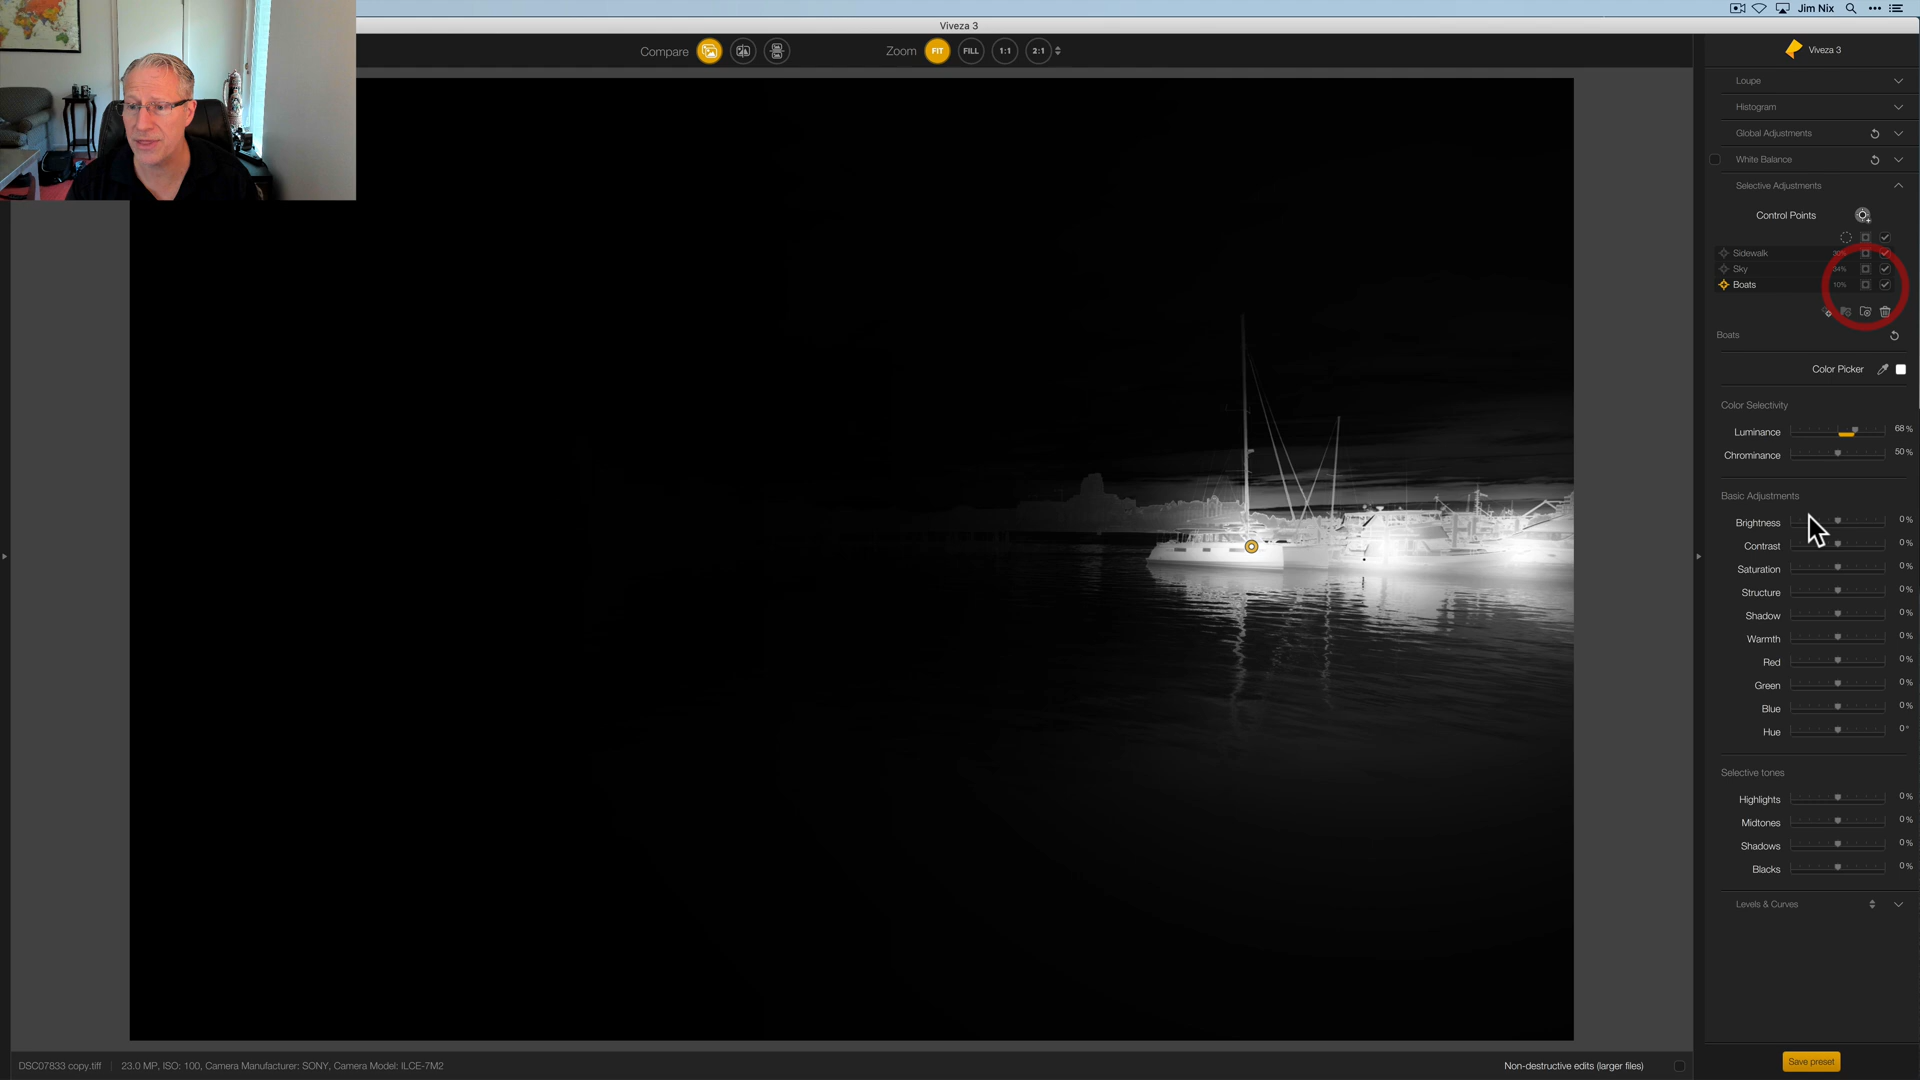 Jim Nix
Viveza 3
Compare
Zoom FIT FILL 1:1 2:1
Viveza 3
Loupe
Histogram
Global Adjustments
White Balance
Selective Adjustments
Control Points
Sidewalk 30%
Sky 34%
Boats 10%
Boats
Color Picker
Color Selectivity
Luminance 68 %
Chrominance 50 %
Basic Adjustments
Brightness 0 %
Contrast 0 %
Saturation 0 %
Structure 0 %
Shadow 0 %
Warmth 0 %
Red 0 %
Green 0 %
Blue 0 %
Hue 0 °
Selective tones
Highlights 0 %
Midtones 0 %
Shadows 0 %
Blacks 0 %
Levels & Curves
DSC07833 copy.tiff | 23.0 MP, ISO: 100, Camera Manufacturer: SONY, Camera Model: ILCE-7M2
Non-destructive edits (larger files)
Save preset